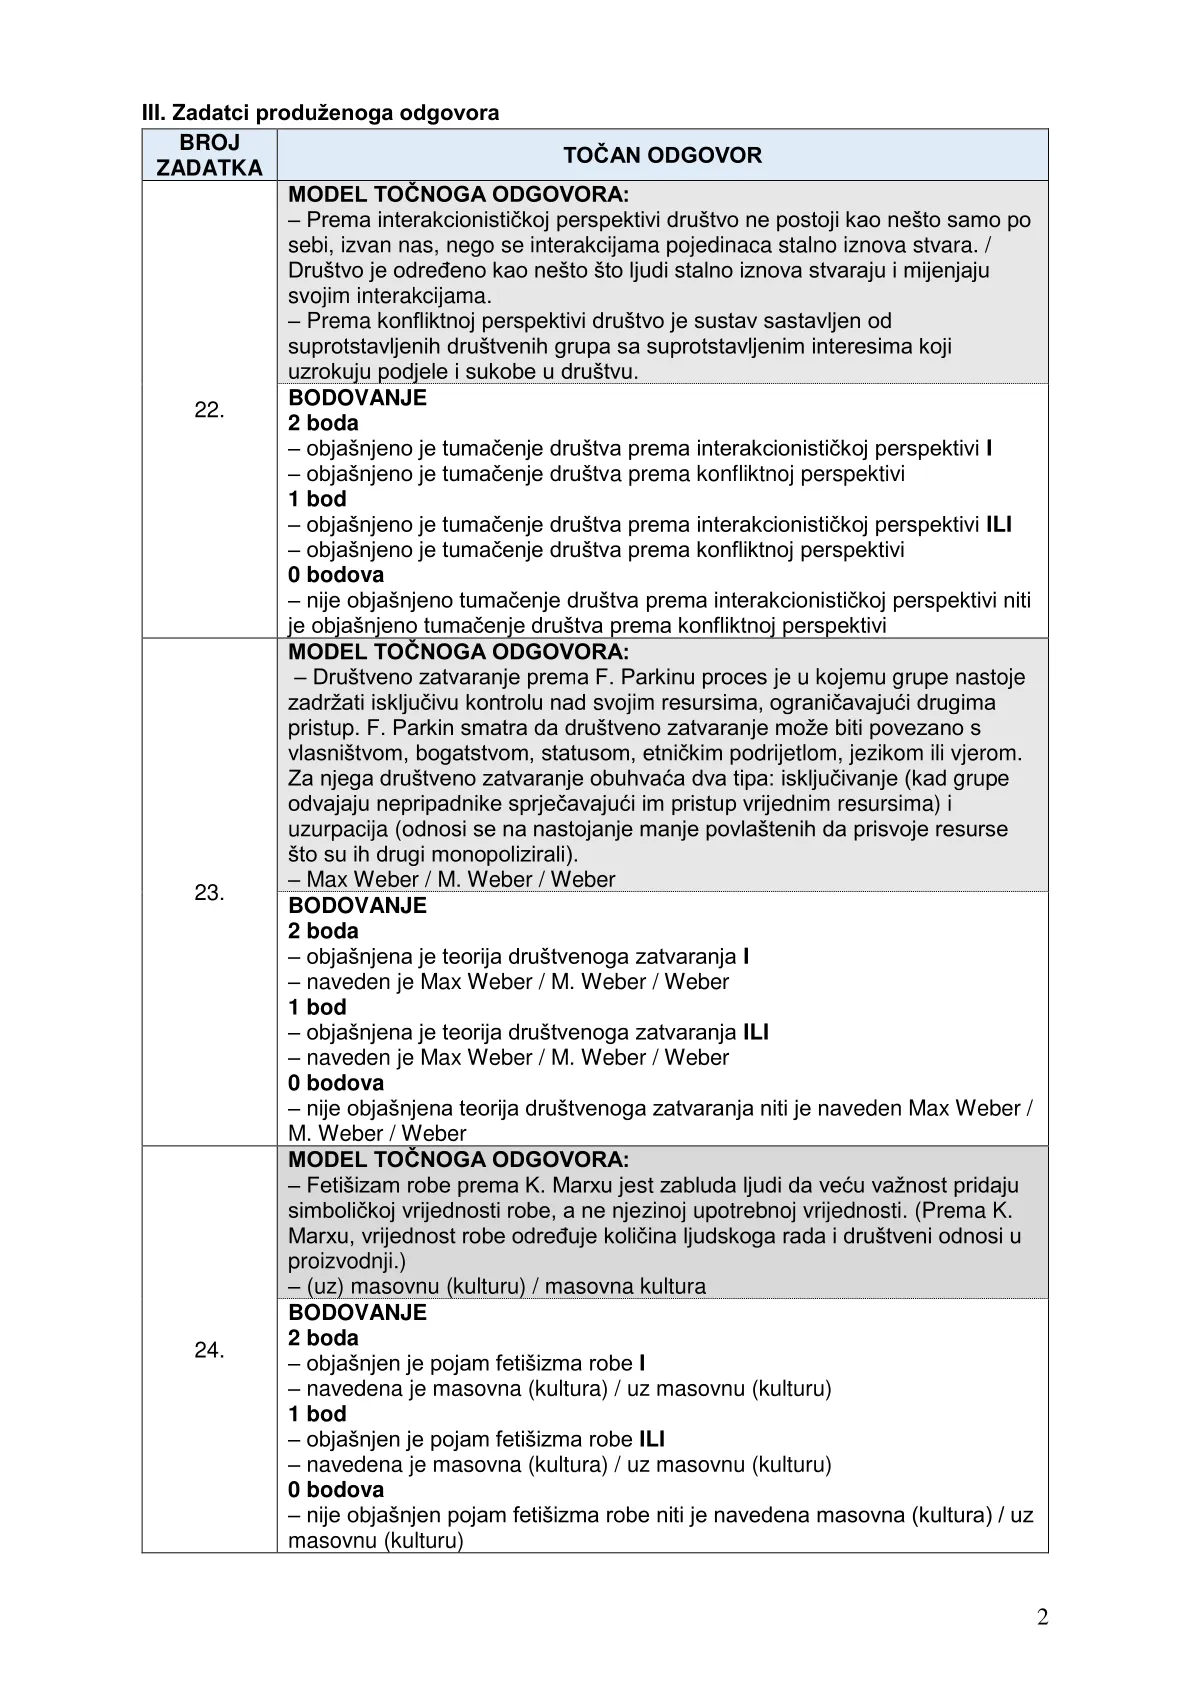 III. Zadatci produženoga odgovora
BROJ
ZADATKA
TOČAN ODGOVOR
22.
MODEL TOČNOGA ODGOVORA:
– Prema interakcionističkoj perspektivi društvo ne postoji kao nešto samo po
sebi, izvan nas, nego se interakcijama pojedinaca stalno iznova stvara. /
Društvo je određeno kao nešto što ljudi stalno iznova stvaraju i mijenjaju
svojim interakcijama.
– Prema konfliktnoj perspektivi društvo je sustav sastavljen od
suprotstavljenih društvenih grupa sa suprotstavljenim interesima koji
uzrokuju podjele i sukobe u društvu.
BODOVANJE
2 boda
– objašnjeno je tumačenje društva prema interakcionističkoj perspektivi I
– objašnjeno je tumačenje društva prema konfliktnoj perspektivi
1 bod
– objašnjeno je tumačenje društva prema interakcionističkoj perspektivi ILI
– objašnjeno je tumačenje društva prema konfliktnoj perspektivi
0 bodova
– nije objašnjeno tumačenje društva prema interakcionističkoj perspektivi niti
je objašnjeno tumačenje društva prema konfliktnoj perspektivi
23.
MODEL TOČNOGA ODGOVORA:
– Društveno zatvaranje prema F. Parkinu proces je u kojemu grupe nastoje
zadržati isključivu kontrolu nad svojim resursima, ograničavajući drugima
pristup. F. Parkin smatra da društveno zatvaranje može biti povezano s
vlasništvom, bogatstvom, statusom, etničkim podrijetlom, jezikom ili vjerom.
Za njega društveno zatvaranje obuhvaća dva tipa: isključivanje (kad grupe
odvajaju nepripadnike sprječavajući im pristup vrijednim resursima) i
uzurpacija (odnosi se na nastojanje manje povlaštenih da prisvoje resurse
što su ih drugi monopolizirali).
– Max Weber / M. Weber / Weber
BODOVANJE
2 boda
– objašnjena je teorija društvenoga zatvaranja I
– naveden je Max Weber / M. Weber / Weber
1 bod
– objašnjena je teorija društvenoga zatvaranja ILI
– naveden je Max Weber / M. Weber / Weber
0 bodova
– nije objašnjena teorija društvenoga zatvaranja niti je naveden Max Weber /
M. Weber / Weber
24.
MODEL TOČNOGA ODGOVORA:
– Fetišizam robe prema K. Marxu jest zabluda ljudi da veću važnost pridaju
simboličkoj vrijednosti robe, a ne njezinoj upotrebnoj vrijednosti. (Prema K.
Marxu, vrijednost robe određuje količina ljudskoga rada i društveni odnosi u
proizvodnji.)
– (uz) masovnu (kulturu) / masovna kultura
BODOVANJE
2 boda
– objašnjen je pojam fetišizma robe I
– navedena je masovna (kultura) / uz masovnu (kulturu)
1 bod
– objašnjen je pojam fetišizma robe ILI
– navedena je masovna (kultura) / uz masovnu (kulturu)
0 bodova
– nije objašnjen pojam fetišizma robe niti je navedena masovna (kultura) / uz
masovnu (kulturu)
2